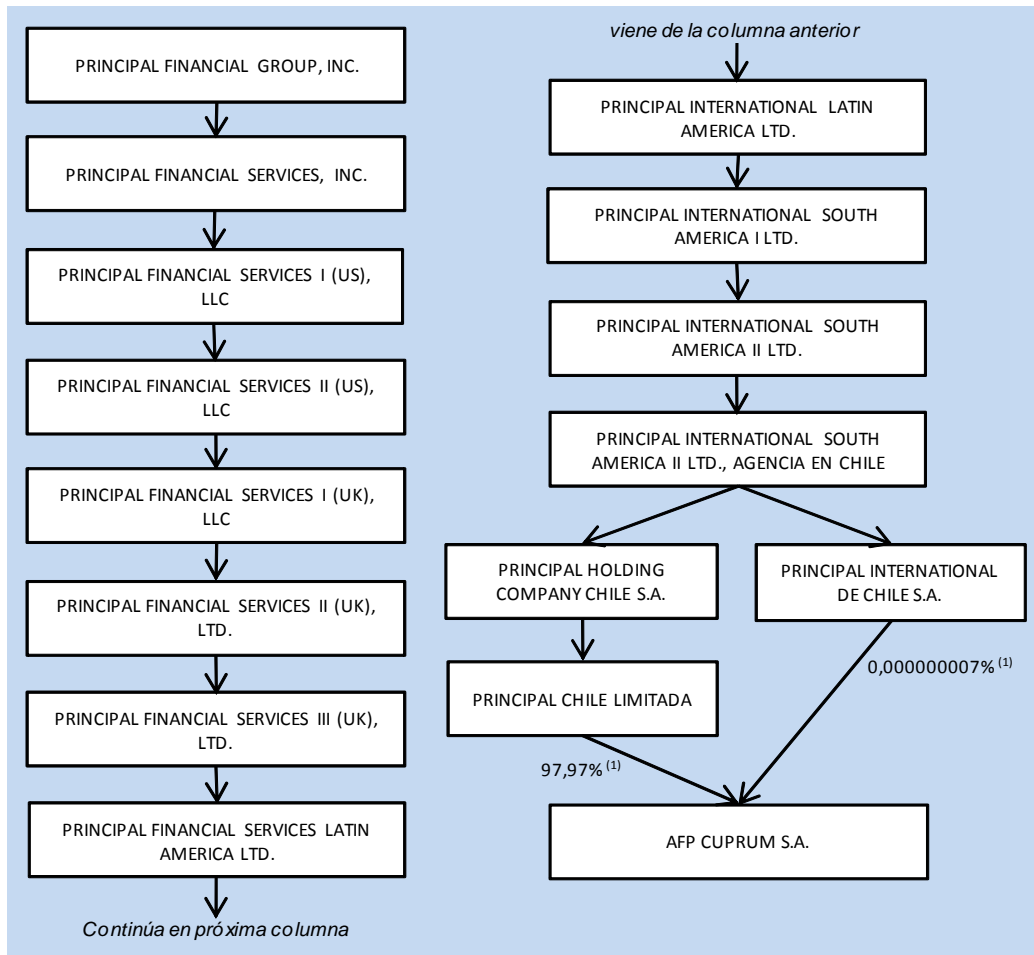 PRINCIPAL FINANCIAL GROUP, INC.
PRINCIPAL FINANCIAL SERVICES, INC.
PRINCIPAL FINANCIAL SERVICES I (US),
LLC
PRINCIPAL FINANCIAL SERVICES II (US),
LLC
PRINCIPAL FINANCIAL SERVICES I (UK),
LLC
PRINCIPAL FINANCIAL SERVICES II (UK),
LTD.
PRINCIPAL FINANCIAL SERVICES III (UK),
LTD.
PRINCIPAL FINANCIAL SERVICES LATIN
AMERICA LTD.
Continúa en próxima columna
viene de la columna anterior
PRINCIPAL INTERNATIONAL LATIN
AMERICA LTD.
PRINCIPAL INTERNATIONAL SOUTH
AMERICA I LTD.
PRINCIPAL INTERNATIONAL SOUTH
AMERICA II LTD.
PRINCIPAL INTERNATIONAL SOUTH
AMERICA II LTD., AGENCIA EN CHILE
PRINCIPAL HOLDING
COMPANY CHILE S.A.
PRINCIPAL INTERNATIONAL
DE CHILE S.A.
PRINCIPAL CHILE LIMITADA
0,000000007% (1)
97,97% (1)
AFP CUPRUM S.A.